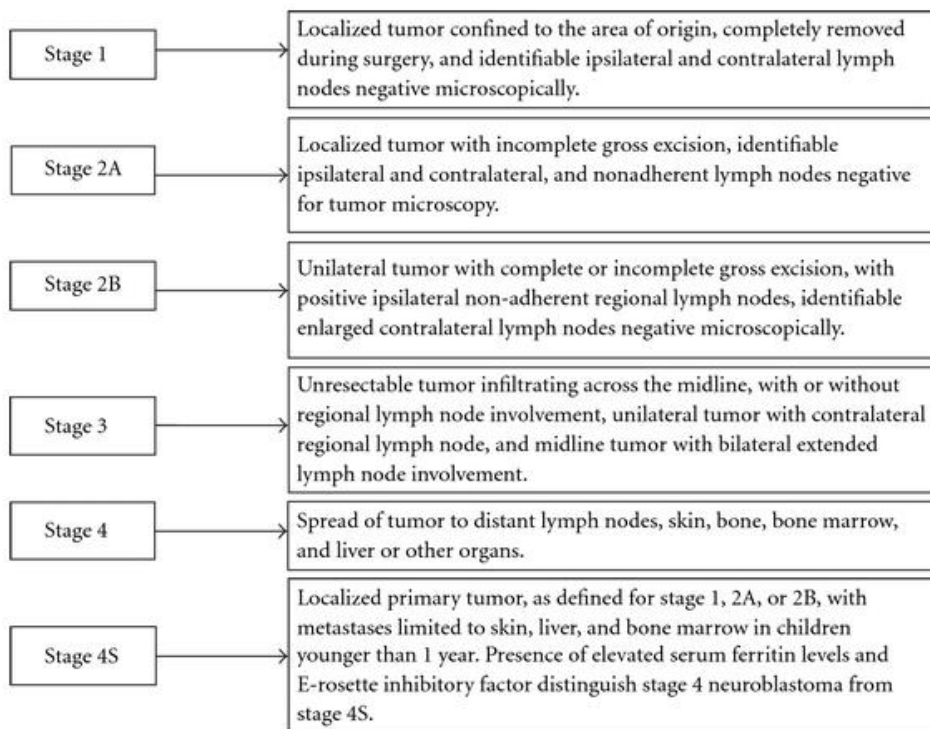 Stage 1
Localized tumor confined to the area of origin, completely removed
during surgery, and identifiable ipsilateral and contralateral lymph
nodes negative microscopically.
Stage 2A
Localized tumor with incomplete gross excision, identifiable
ipsilateral and contralateral, and nonadherent lymph nodes negative
for tumor microscopy.
Stage 2B
Unilateral tumor with complete or incomplete gross excision, with
positive ipsilateral non-adherent regional lymph nodes, identifiable
enlarged contralateral lymph nodes negative microscopically.
Stage 3
Unresectable tumor infiltrating across the midline, with or without
regional lymph node involvement, unilateral tumor with contralateral
regional lymph node, and midline tumor with bilateral extended
lymph node involvement.
Stage 4
Spread of tumor to distant lymph nodes, skin, bone, bone marrow,
and liver or other organs.
Stage 4S
Localized primary tumor, as defined for stage 1, 2A, or 2B, with
metastases limited to skin, liver, and bone marrow in children
younger than 1 year. Presence of elevated serum ferritin levels and
E-rosette inhibitory factor distinguish stage 4 neuroblastoma from
stage 4S.